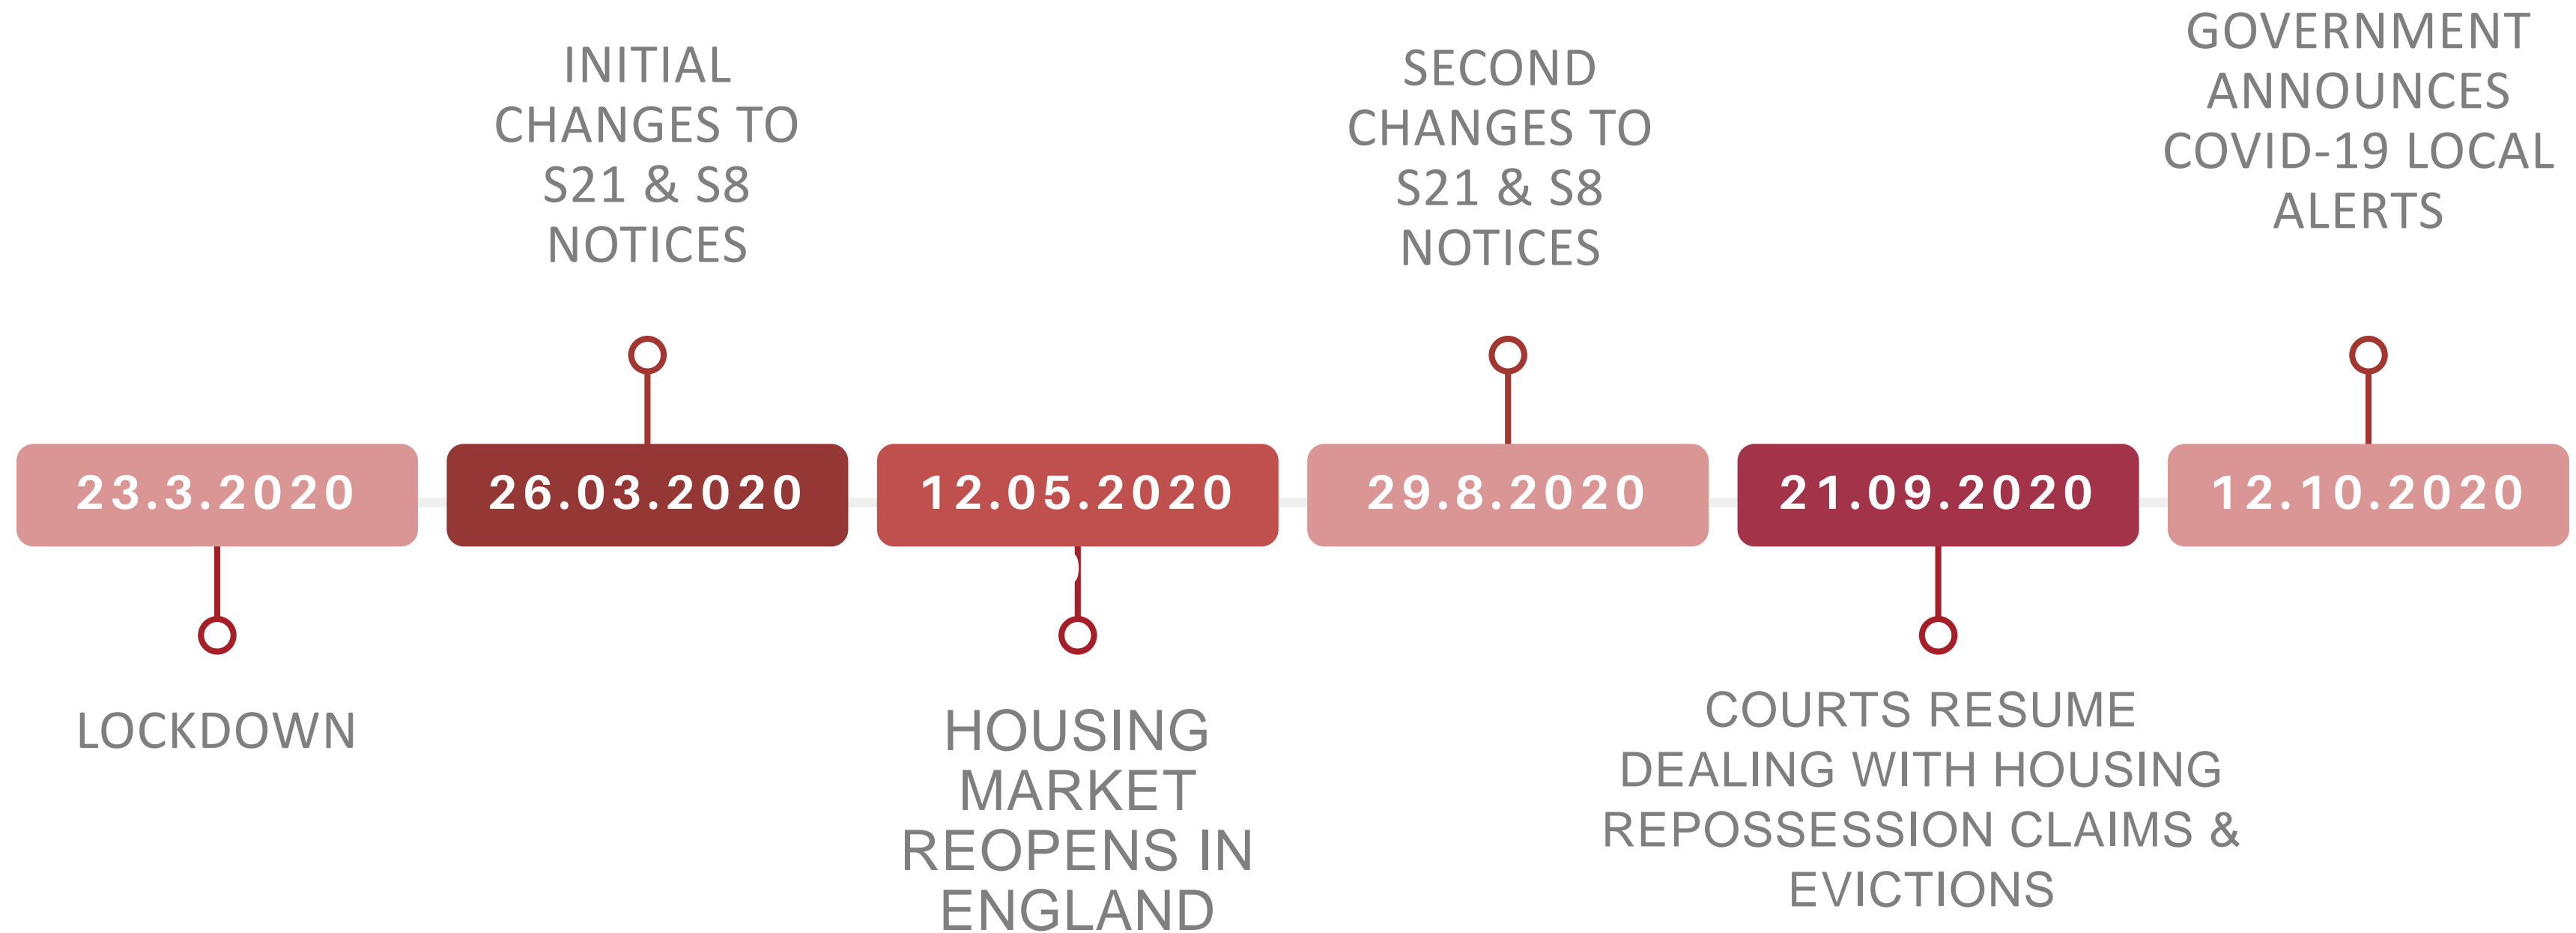 INITIAL
CHANGES TO
S21 & S8
NOTICES
SECOND
CHANGES TO
S21 & S8
NOTICES
GOVERNMENT
ANNOUNCES
COVID-19 LOCAL
ALERTS
23.3.2020
26.03.2020
12.05.2020
29.8.2020
21.09.2020
12.10.2020
LOCKDOWN
HOUSING
MARKET
REOPENS IN
ENGLAND
COURTS RESUME
DEALING WITH HOUSING
REPOSSESSION CLAIMS &
EVICTIONS